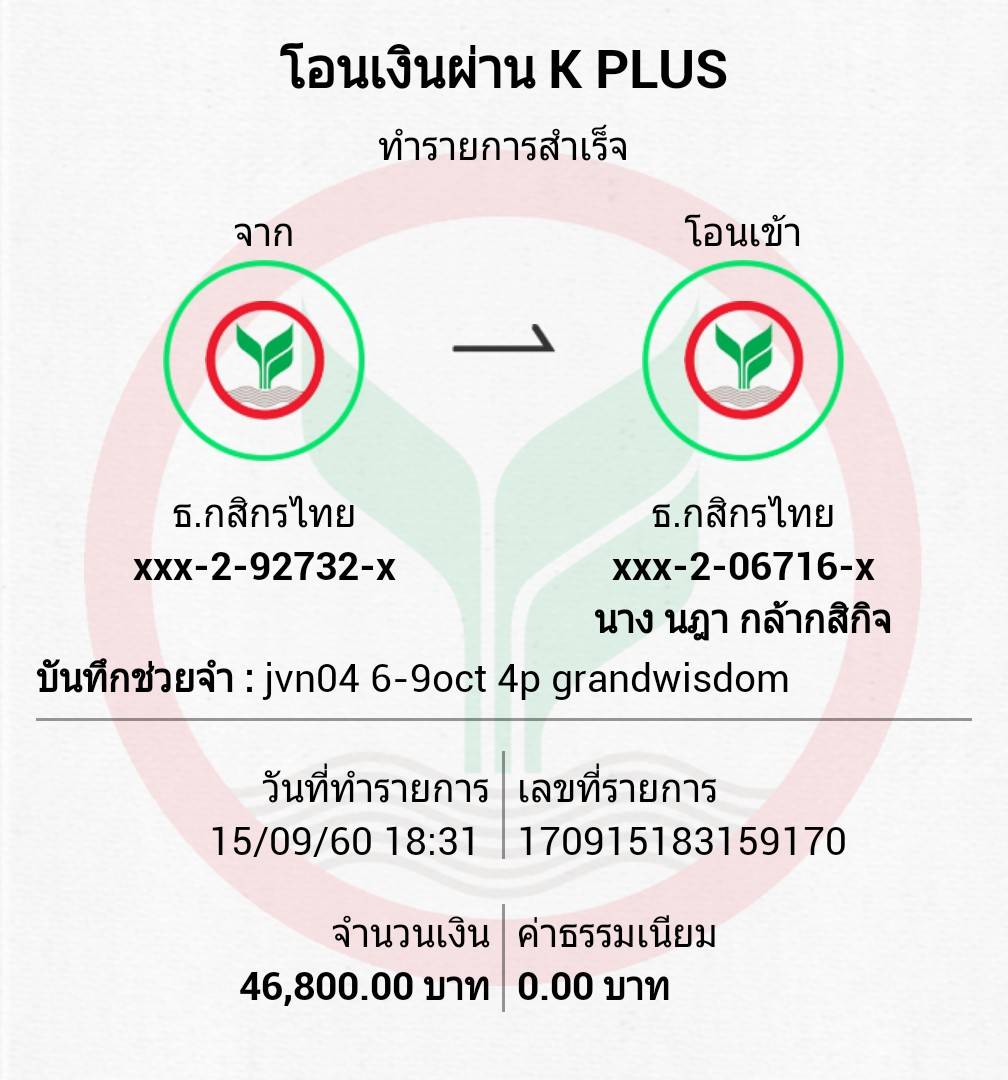 โอนเงินผ่าน K PLUS
ทำรายการสำเร็จ
จาก
โอนเข้า
ธ.กสิกรไทย
xxx-2-92732-x
ธ.กสิกรไทย
xxx-2-06716-x
นาง นฎา กล้ากสิกิจ
บันทึกช่วยจำ : jvn04 6-9oct 4p grandwisdom
วันที่ทำรายการ
15/09/60 18:31
เลขที่รายการ
170915183159170
จำนวนเงิน
46,800.00 บาท
ค่าธรรมเนียม
0.00 บาท